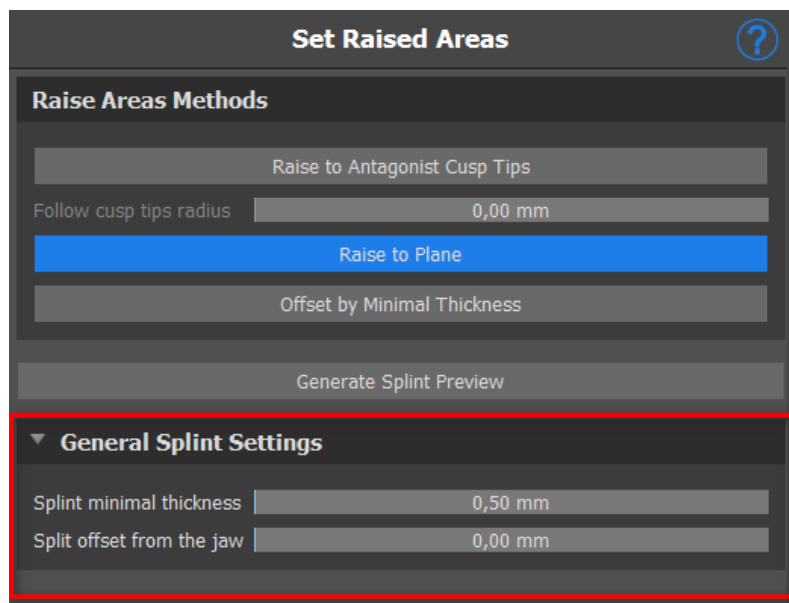 Set Raised Areas
?
Raise Areas Methods
Raise to Antagonist Cusp Tips
Follow cusp tips radius 0,00 mm
Raise to Plane
Offset by Minimal Thickness
Generate Splint Preview
General Splint Settings
Splint minimal thickness 0,50 mm
Split offset from the jaw 0,00 mm